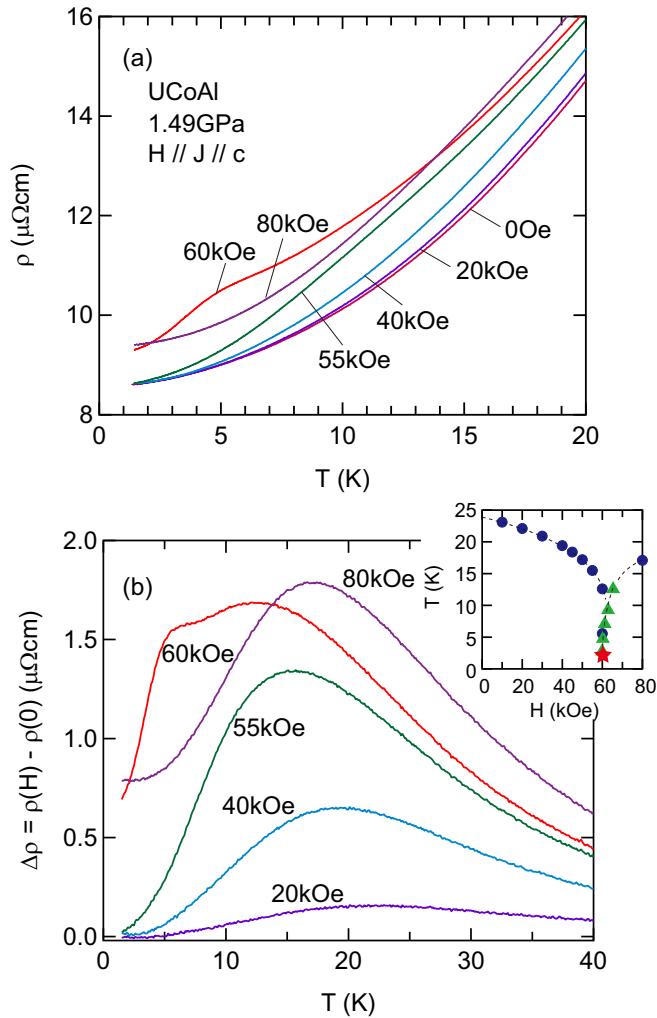 16
14
12
10
8
ρ (μΩcm)
(a)
UCoAl
1.49GPa
H // J // c
60kOe
80kOe
0Oe
20kOe
40kOe
55kOe
0
5
10
15
20
T (K)
2.0
1.5
1.0
0.5
0.0
Δρ = ρ(H) - ρ(0) (μΩcm)
(b)
80kOe
60kOe
55kOe
40kOe
20kOe
0
10
20
30
40
T (K)
25
20
15
10
5
0
T (K)
0
20
40
60
80
H (kOe)